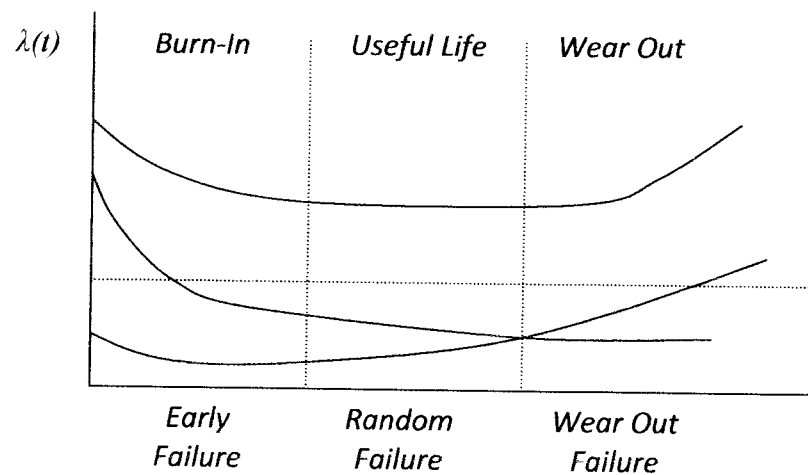 λ(t)
Burn-In
Useful Life
Wear Out
Early
Failure
Random
Failure
Wear Out
Failure